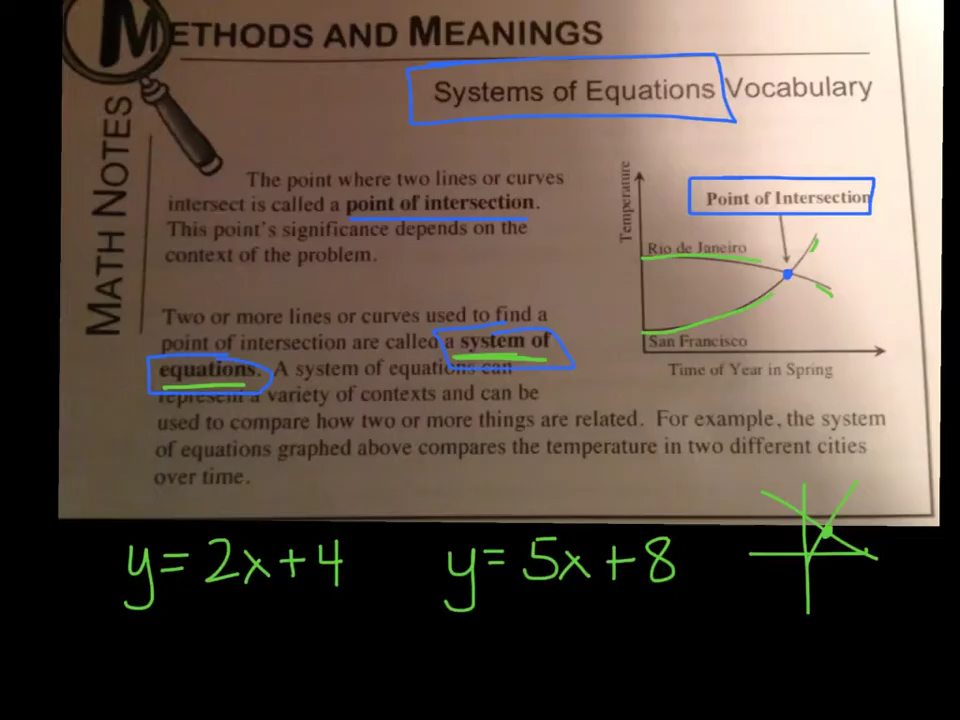 METHODS AND MEANINGS
MATH NOTES
Systems of Equations Vocabulary
The point where two lines or curves
intersect is called a point of intersection.
This point's significance depends on the
context of the problem.
Temperature
Point of Intersection
Rio de Janeiro
San Francisco
Time of Year in Spring
Two or more lines or curves used to find a
point of intersection are called a system of
equations. A system of equations can
represent a variety of contexts and can be
used to compare how two or more things are related. For example, the system
of equations graphed above compares the temperature in two different cities
over time.
y=2x+4
y=5x+8